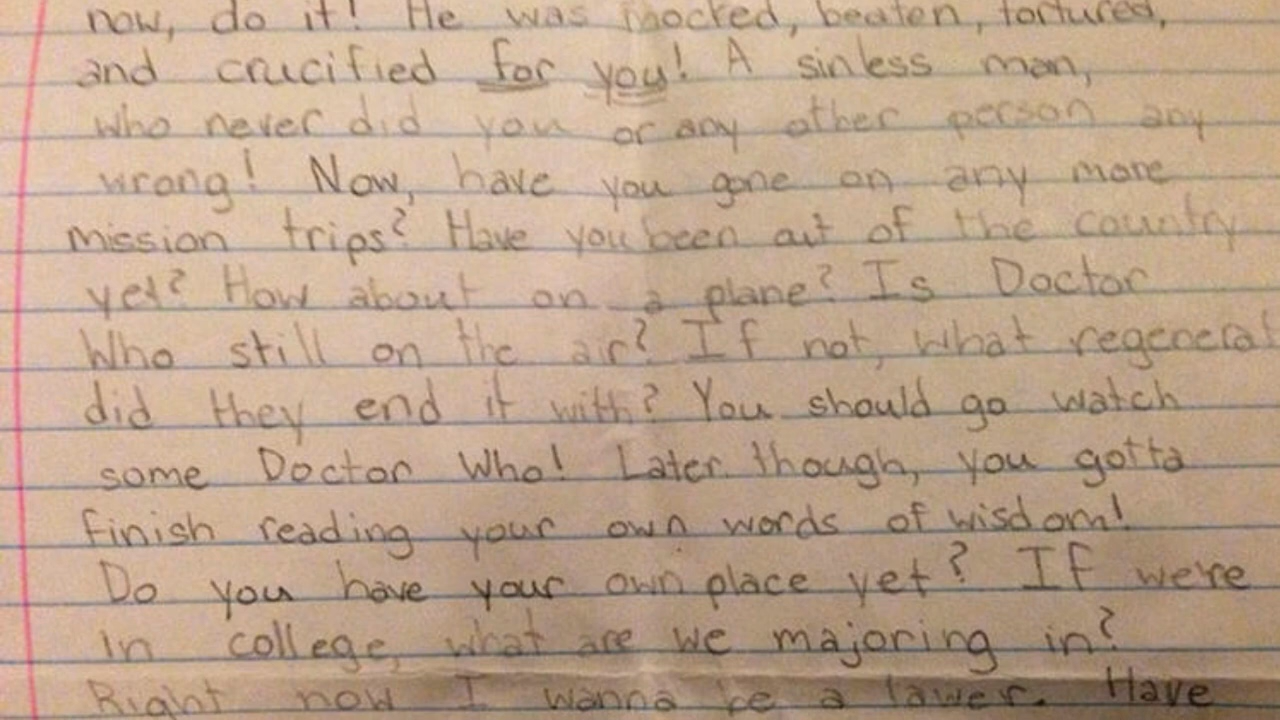 now, do it! He was mocked, beaten, tortured,
and crucified for you! A sinless man,
who never did you or any other person any
wrong! Now, have you gone on any more
mission trips? Have you been out of the country
yet? How about on a plane? Is Doctor
Who still on the air? If not, what regenerat
did they end it with? You should go watch
some Doctor Who! Later though, you gotta
finish reading your own words of wisdom!
Do you have your own place yet? If we're
in college, what are we majoring in?
Right now I wanna be a lawer. Have